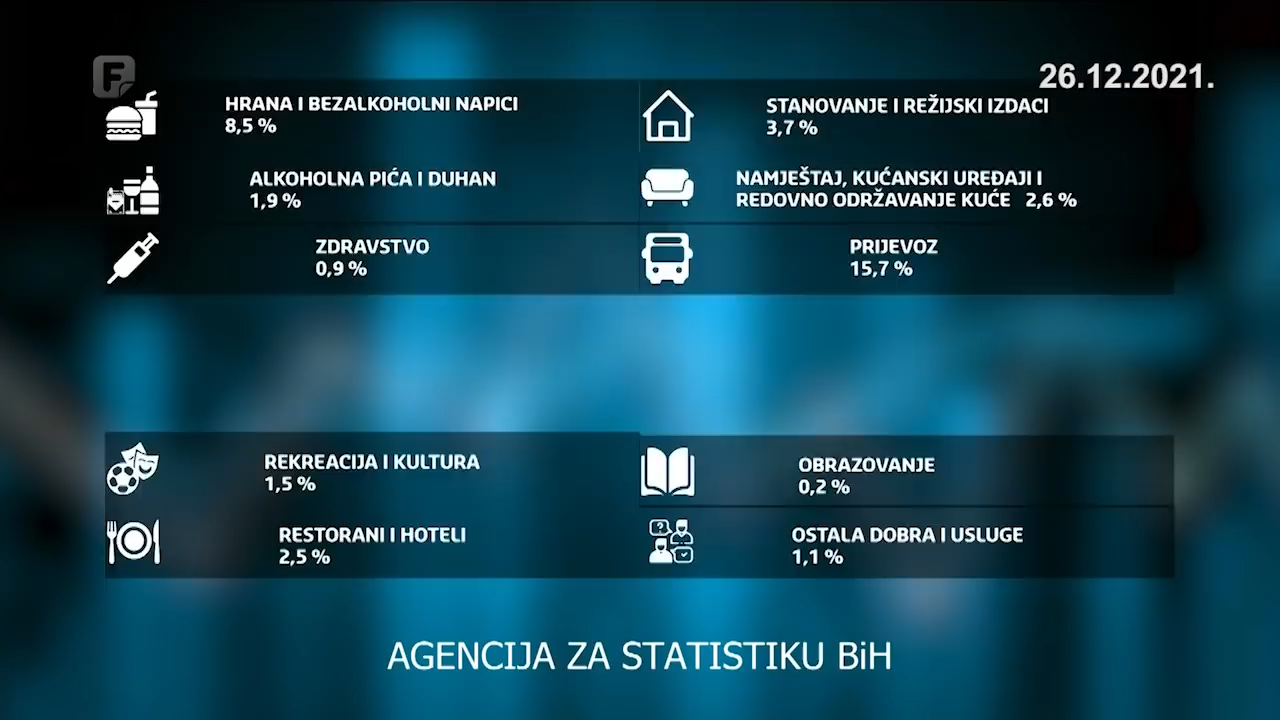 F
26.12.2021.
HRANA I BEZALKOHOLNI NAPICI
8,5 %
STANOVANJE I REŽIJSKI IZDACI
3,7 %
ALKOHOLNA PIĆA I DUHAN
1,9 %
NAMJEŠTAJ, KUĆANSKI UREĐAJI I
REDOVNO ODRŽAVANJE KUĆE 2,6 %
ZDRAVSTVO
0,9 %
PRIJEVOZ
15,7 %
REKREACIJA I KULTURA
1,5 %
OBRAZOVANJE
0,2 %
RESTORANI I HOTELI
2,5 %
OSTALA DOBRA I USLUGE
1,1 %
AGENCIJA ZA STATISTIKU BiH